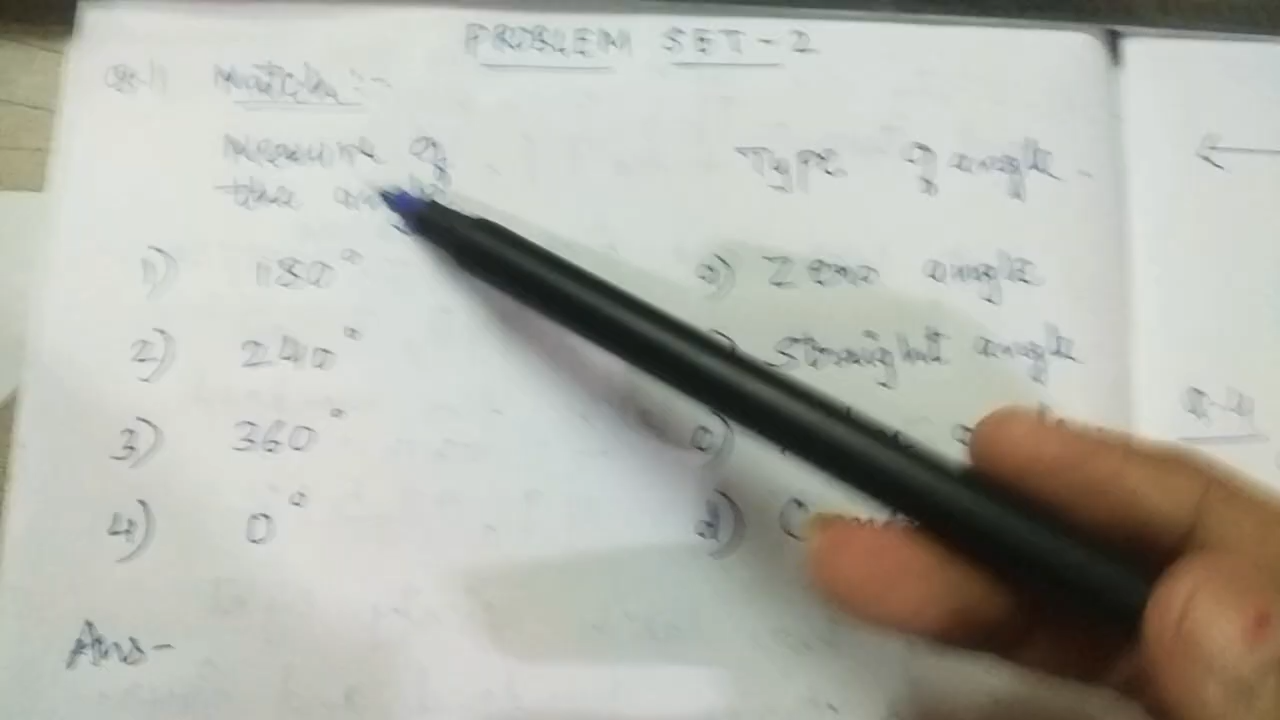 PROBLEM SET-2
Q-1) Match :-
Measure of
the
Type of angle -
1) 180°
a) Zero angle
2) 240°
) Straight angle
3) 360°
c)
4) 0°
d) C
Ans-
Q-4